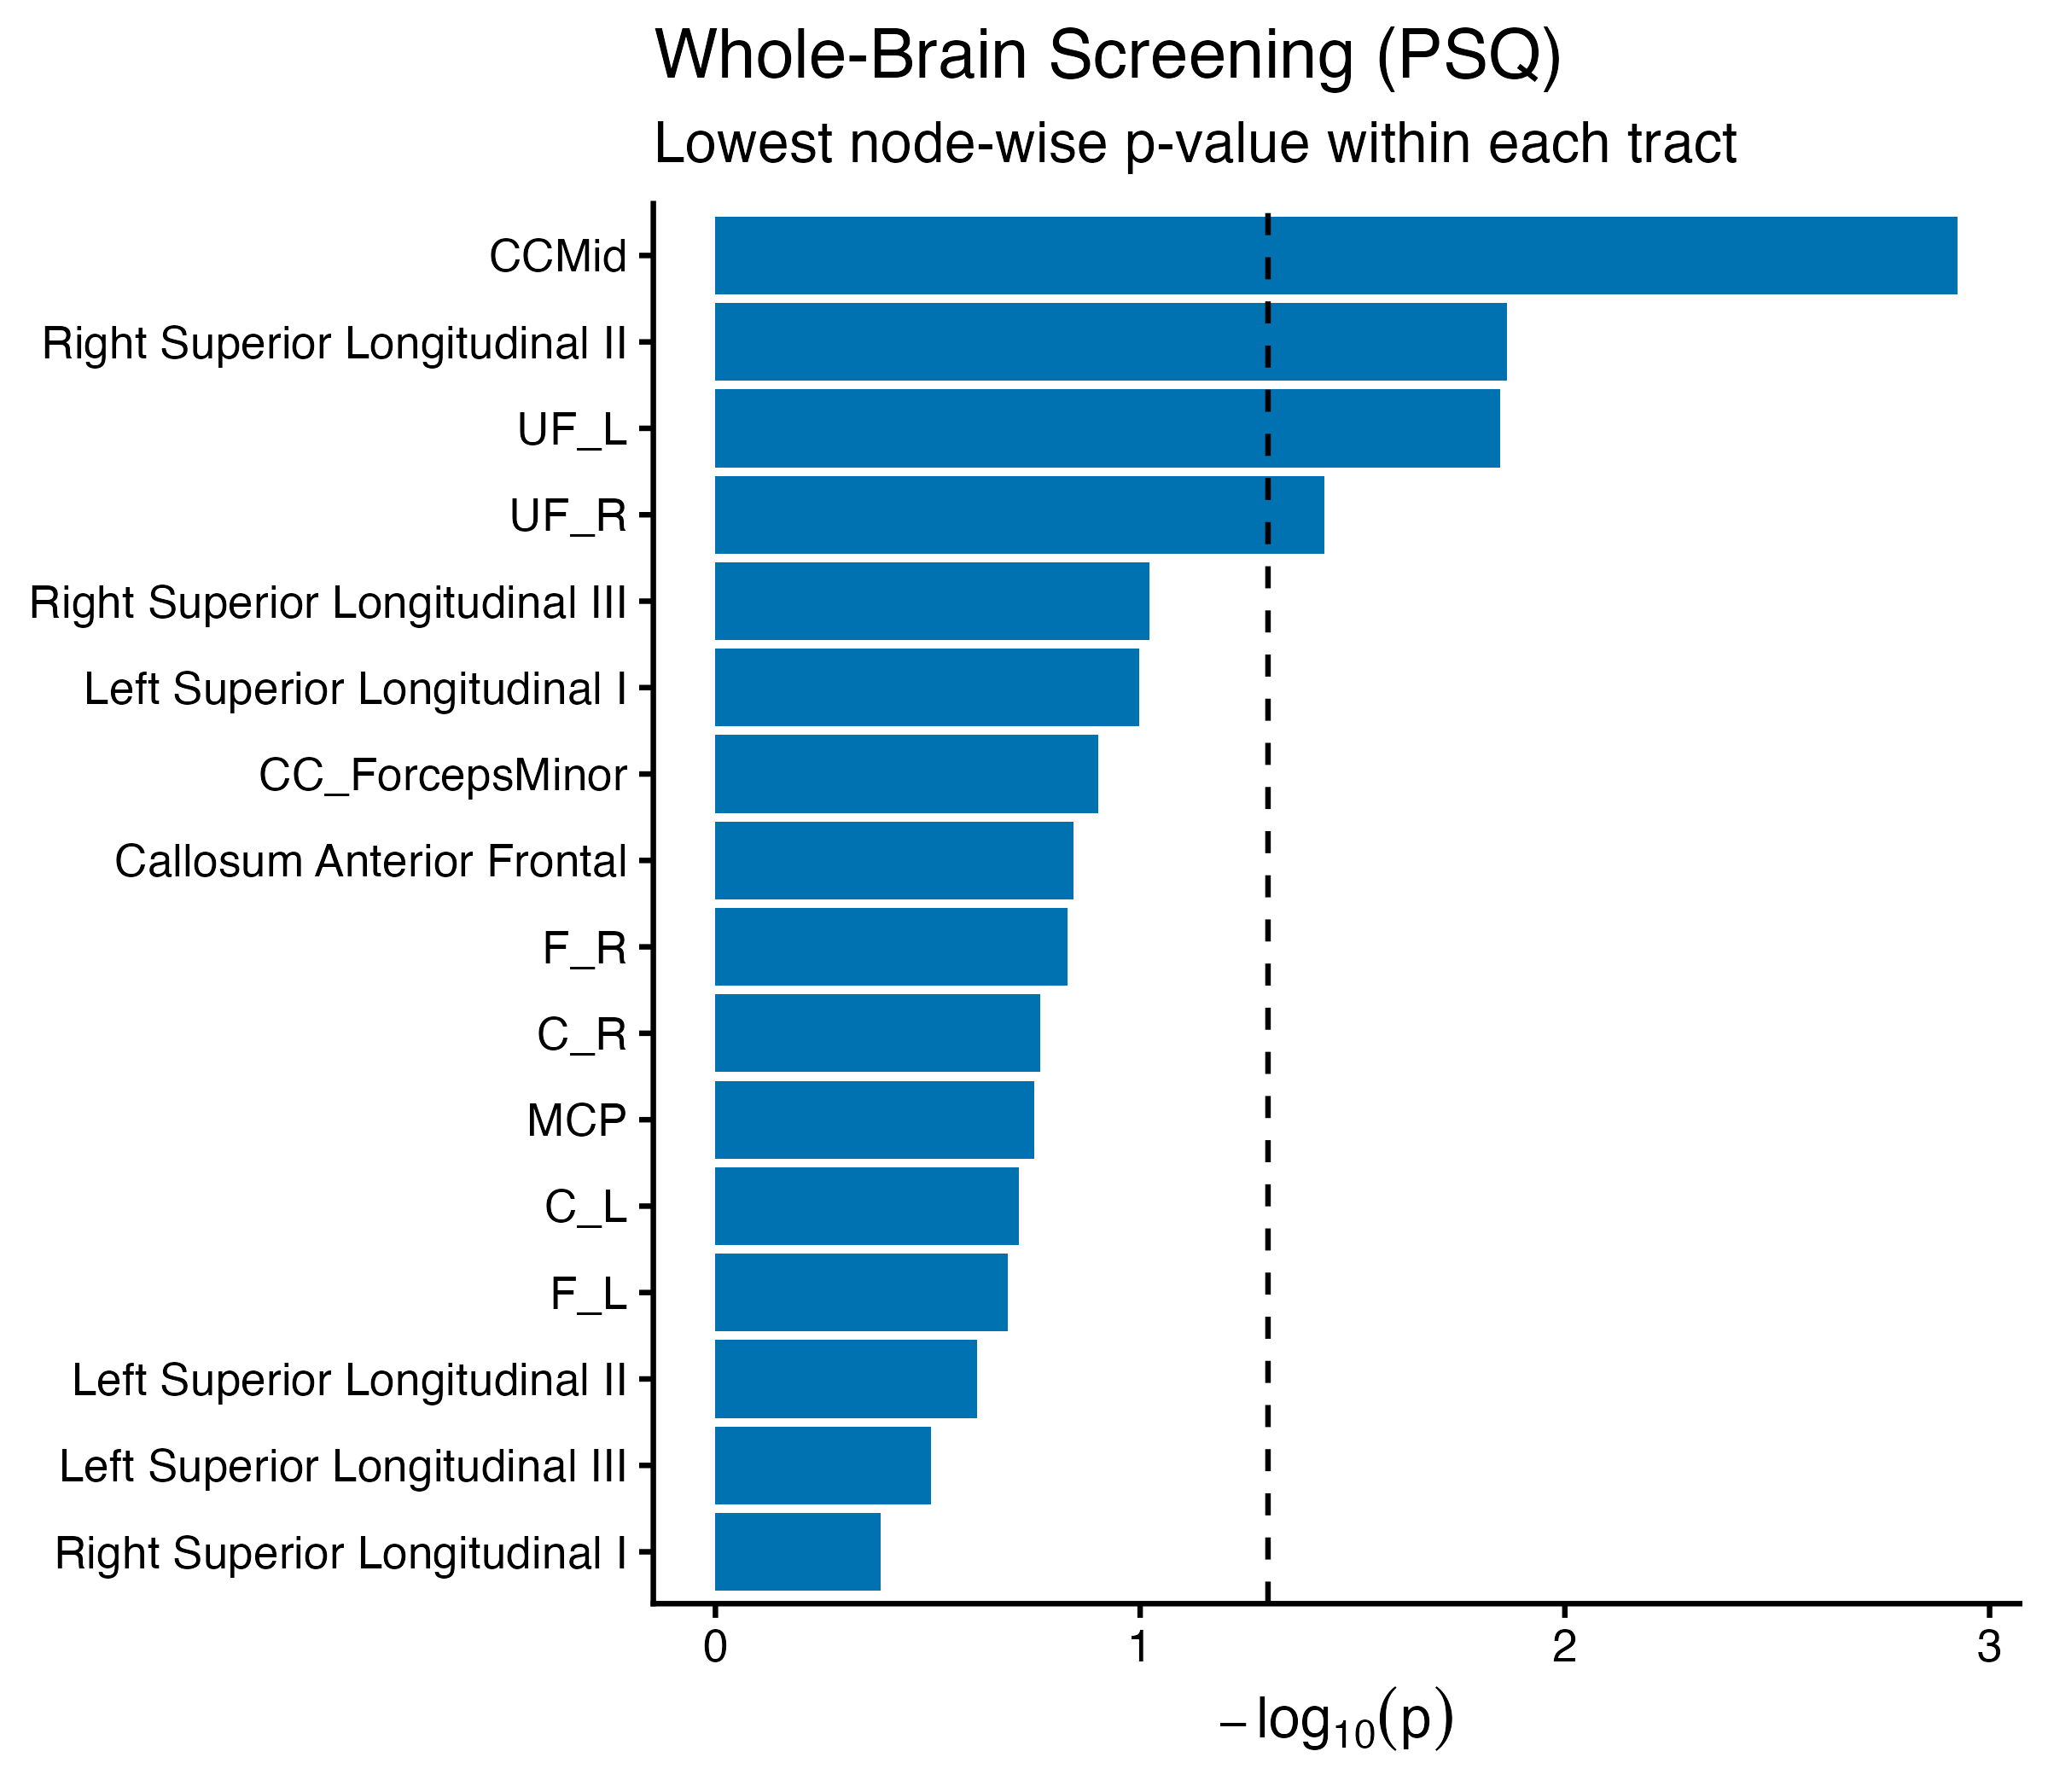 Whole-Brain Screening (PSQ)
Lowest node-wise p-value within each tract
CCMid
Right Superior Longitudinal II
UF_L
UF_R
Right Superior Longitudinal III
Left Superior Longitudinal I
CC_ForcepsMinor
Callosum Anterior Frontal
F_R
C_R
MCP
C_L
F_L
Left Superior Longitudinal II
Left Superior Longitudinal III
Right Superior Longitudinal I
0 1 2 3
−log₁₀(p)